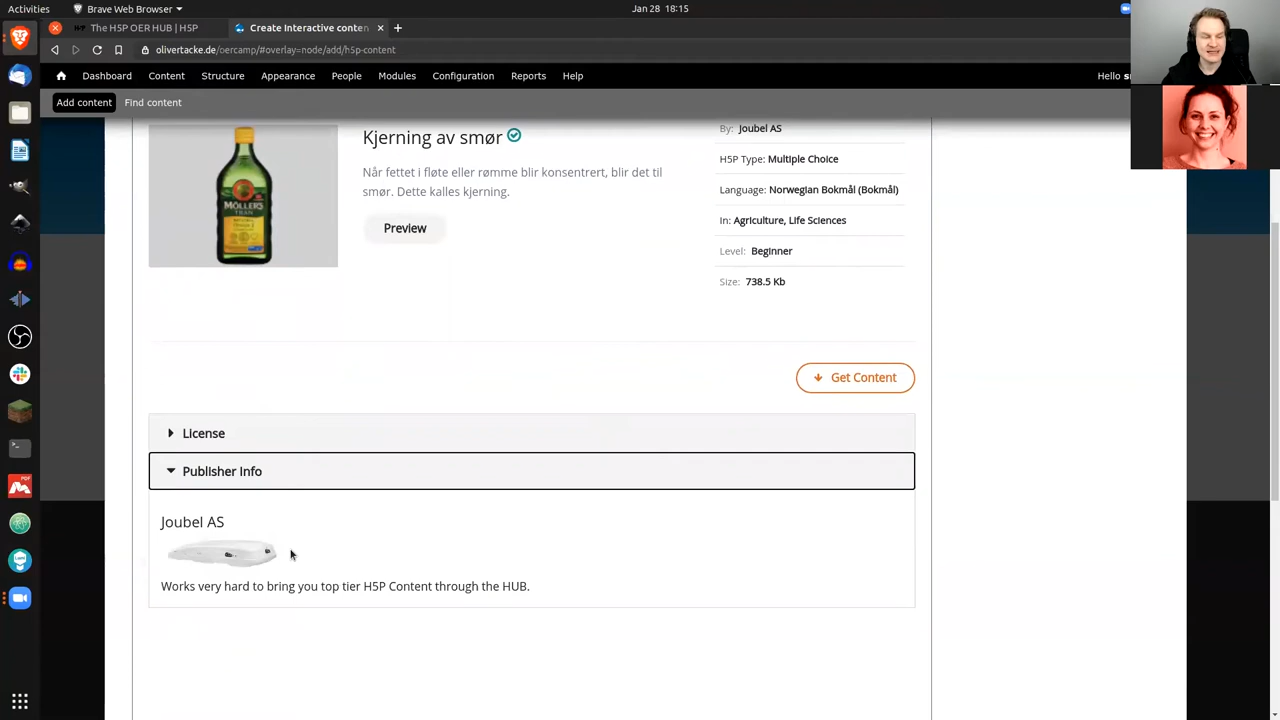 Activities
Brave Web Browser
Jan 28 18:15
The H5P OER HUB | H5P
Create Interactive conten
olivertacke.de/oercamp/#overlay=node/add/h5p-content
Dashboard Content Structure Appearance People Modules Configuration Reports Help
Add content Find content
Kjerning av smør
Når fettet i fløte eller rømme blir konsentrert, blir det til
smør. Dette kalles kjerning.
Preview
MÖLLER'S
TRAN
By: Joubel AS
H5P Type: Multiple Choice
Language: Norwegian Bokmål (Bokmål)
In: Agriculture, Life Sciences
Level: Beginner
Size: 738.5 Kb
Get Content
License
Publisher Info
Joubel AS
Works very hard to bring you top tier H5P Content through the HUB.